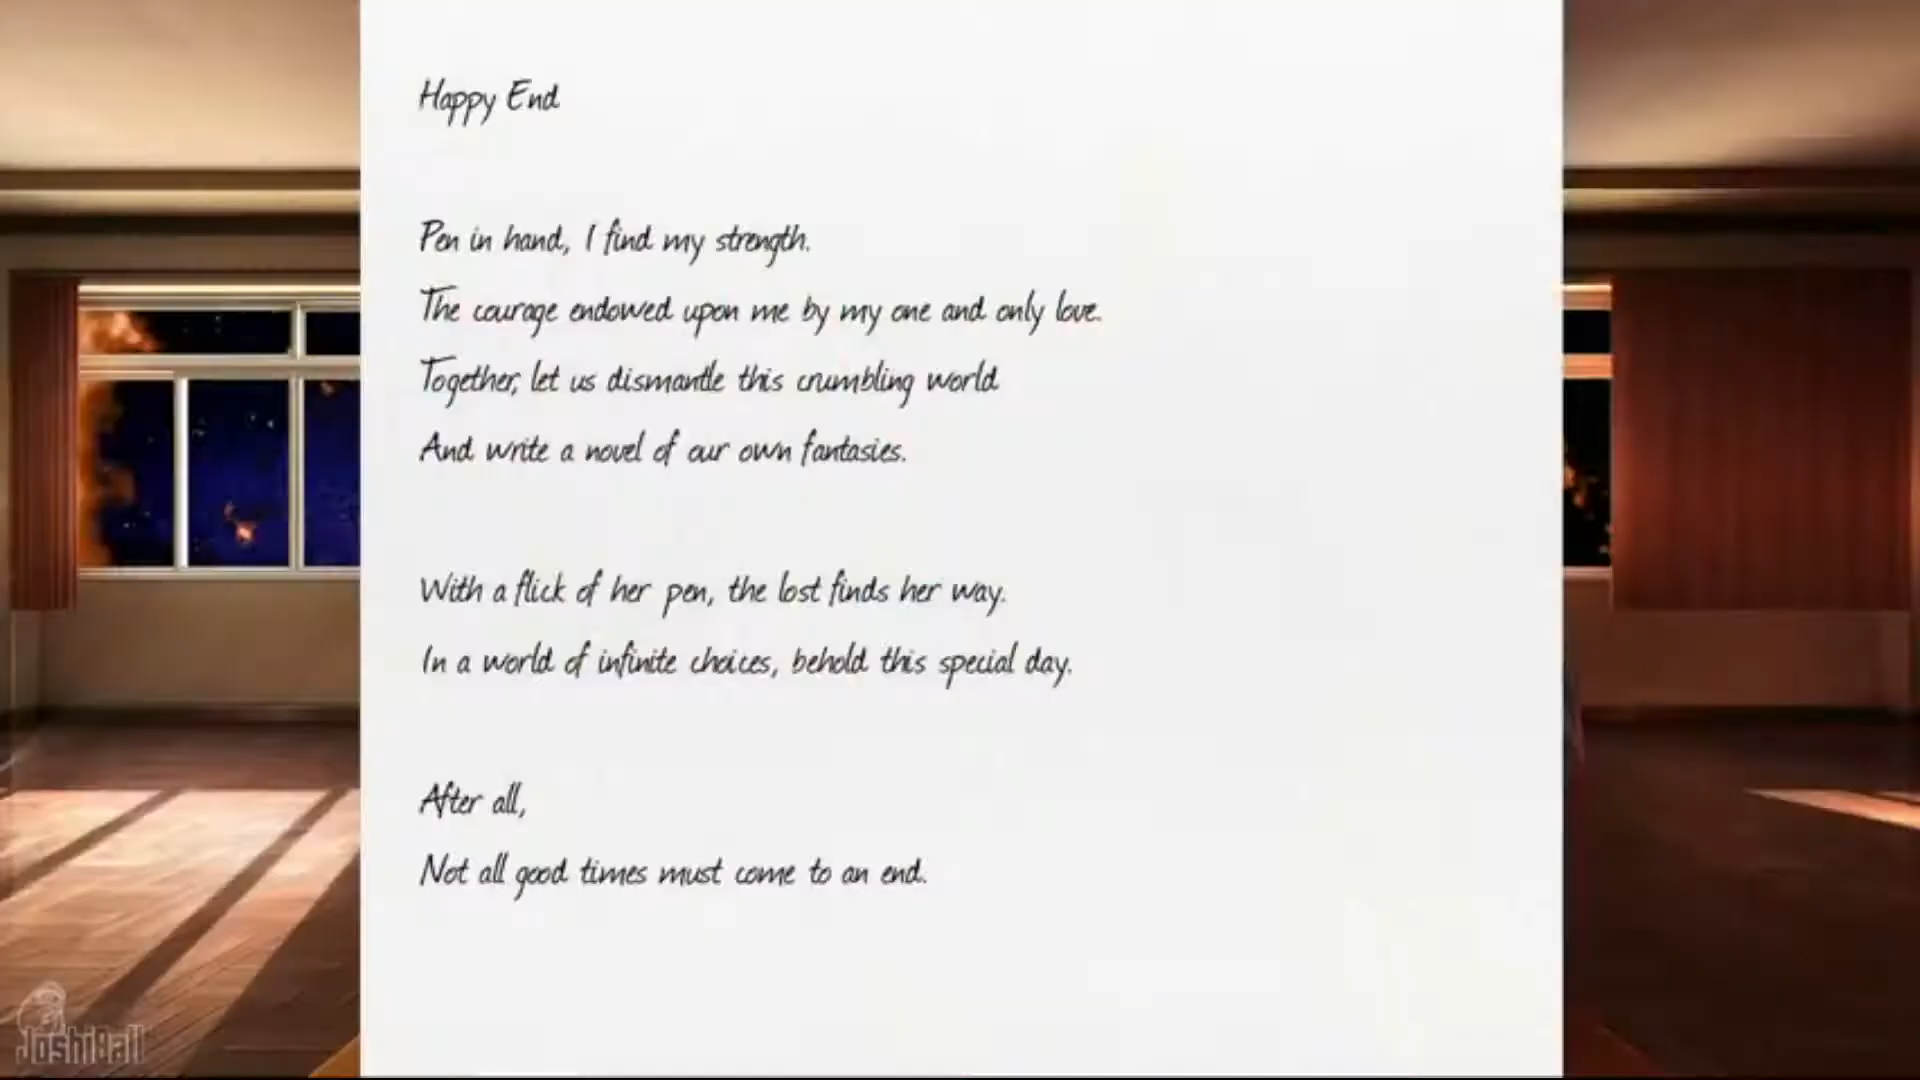 Happy End
Pen in hand, I find my strength.
The courage endowed upon me by my one and only love.
Together, let us dismantle this crumbling world
And write a novel of our own fantasies.
With a flick of her pen, the lost finds her way.
In a world of infinite choices, behold this special day.
After all,
Not all good times must come to an end.
JoshiBall